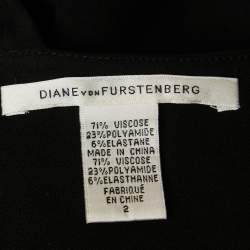 DIANE VON FURSTENBERG
71% VISCOSE
23%POLYAMIDE
6%ELASTANE
MADE IN CHINA
71% VISCOSE
23%POLYAMIDE
6%ELASTHANNE
FABRIQUÉ
EN CHINE
2